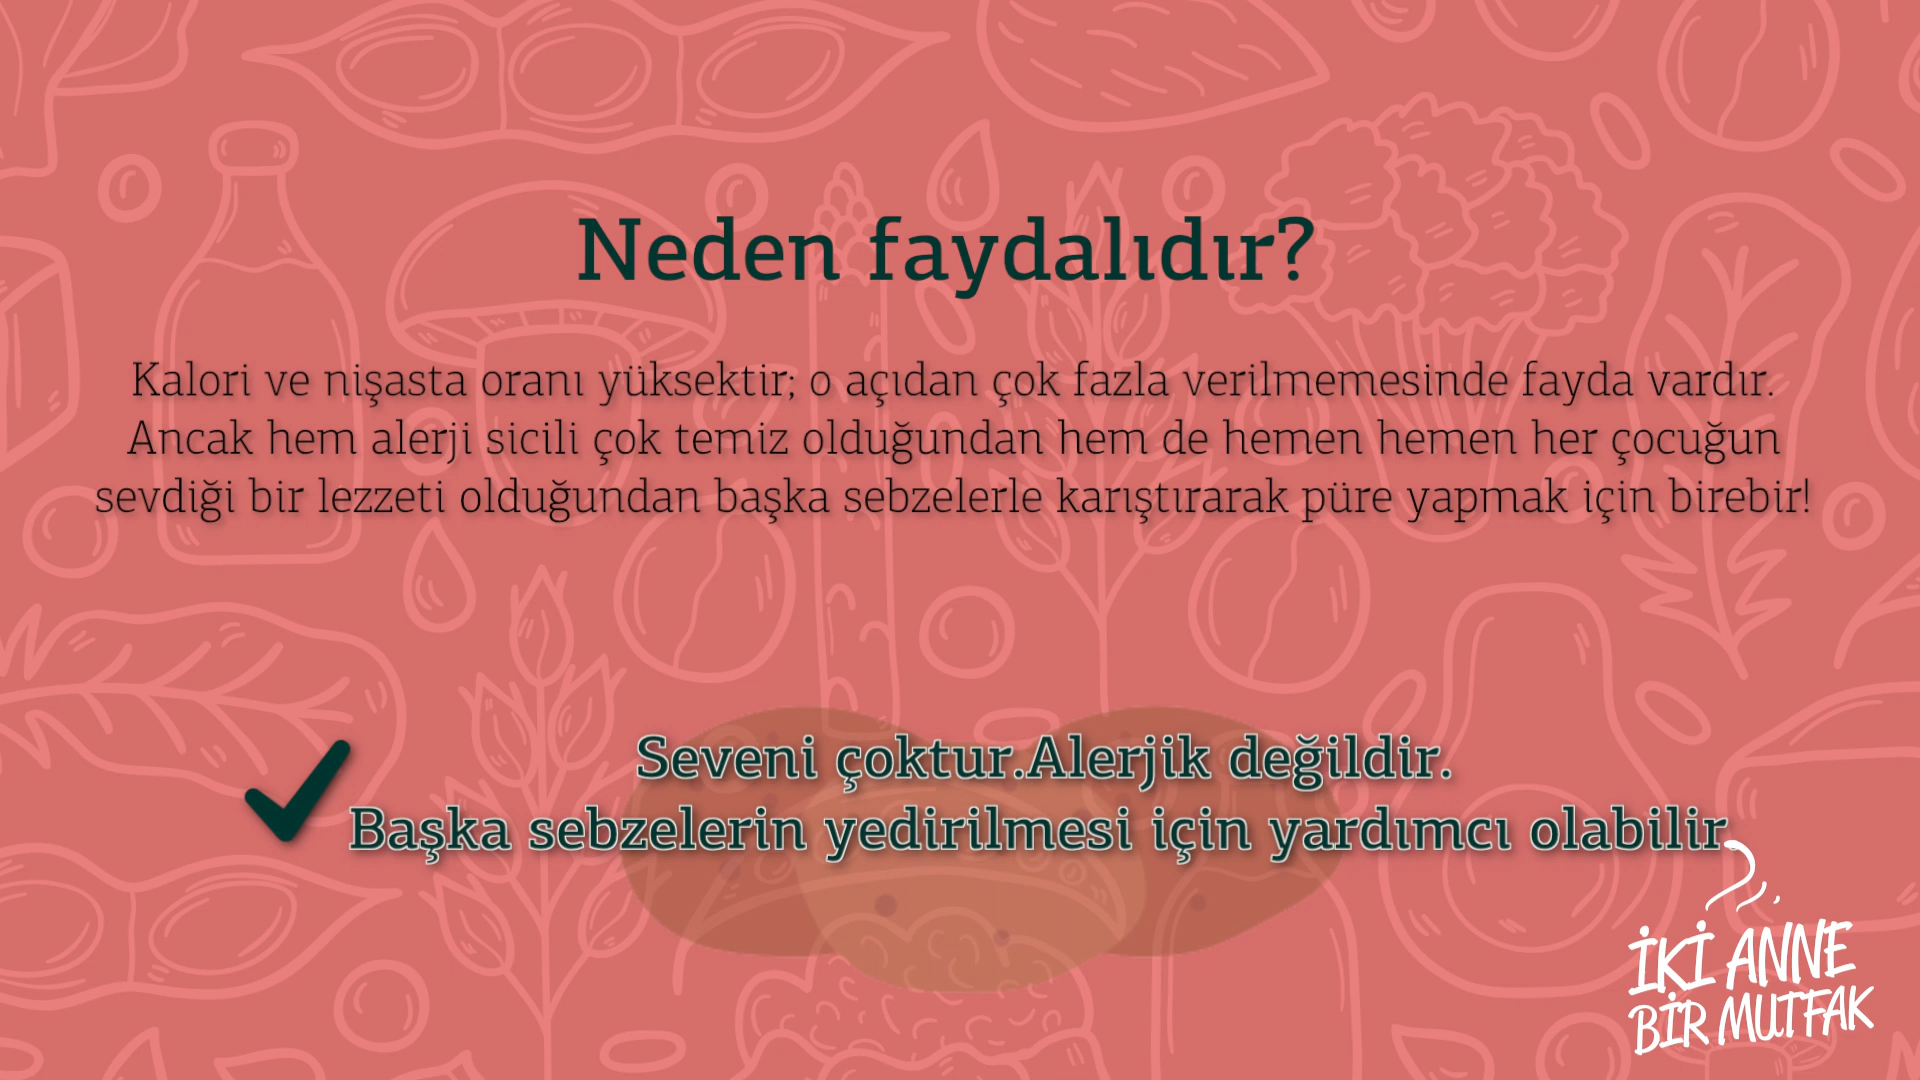 Neden faydalıdır?
Kalori ve nişasta oranı yüksektir; o açıdan çok fazla verilmemesinde fayda vardır.
Ancak hem alerji sicili çok temiz olduğundan hem de hemen hemen her çocuğun
sevdiği bir lezzeti olduğundan başka sebzelerle karıştırarak püre yapmak için birebir!
Seveni çoktur.Alerjik değildir.
Başka sebzelerin yedirilmesi için yardımcı olabilir.
İKİ ANNE
BİR MUTFAK